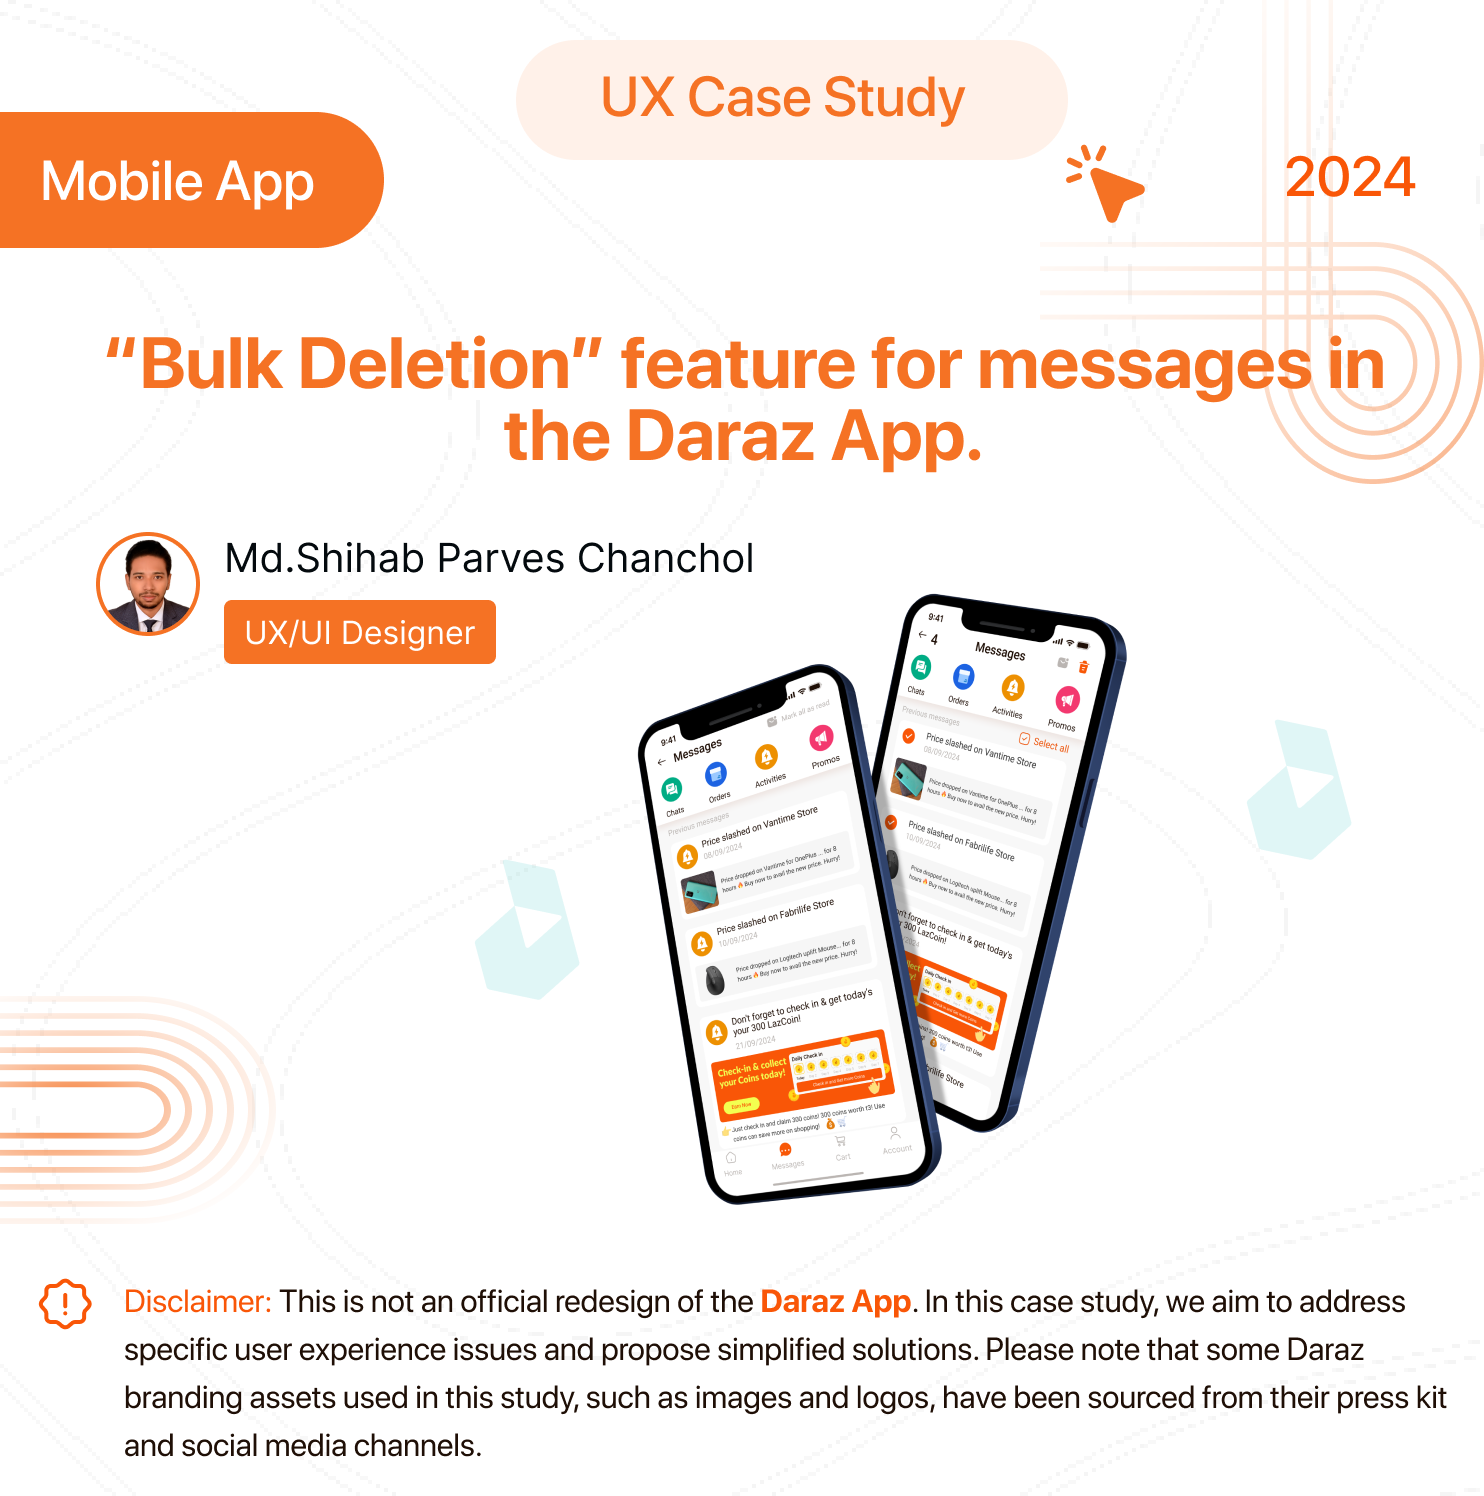 UX Case Study
Mobile App
2024
“Bulk Deletion” feature for messages in
the Daraz App.
Md.Shihab Parves Chanchol
UX/UI Designer
9:41
Mark all as read
← Messages
Chats
Orders
Activities
Promos
Previous messages
Price slashed on Vantime Store
08/09/2024
Price dropped on Vantime for OnePlus ... for 8
hours 🔥 Buy now to avail the new price. Hurry!
Price slashed on Fabrilife Store
10/09/2024
Price dropped on Logitech uplift Mouse... for 8
hours 🔥 Buy now to avail the new price. Hurry!
Don't forget to check in & get today's
your 300 LazCoin!
21/09/2024
Check-in & collect
your Coins today!
Daily Check in
Just check in and claim 300 coins! 300 coins worth t3! Use
coins can save more on shopping!
Home
Messages
Cart
Account
9:41
← 4
Messages
Chats
Orders
Activities
Promos
Previous messages
Select all
Price slashed on Vantime Store
08/09/2024
Price dropped on Vantime for OnePlus ... for 8
hours 🔥 Buy now to avail the new price. Hurry!
Price slashed on Fabrilife Store
10/09/2024
Price dropped on Logitech uplift Mouse... for 8
hours 🔥 Buy now to avail the new price. Hurry!
forget to check in & get today's
300 LazCoin!
Daily Check in
300 coins worth t3! Use
Store
Disclaimer: This is not an official redesign of the Daraz App. In this case study, we aim to address
specific user experience issues and propose simplified solutions. Please note that some Daraz
branding assets used in this study, such as images and logos, have been sourced from their press kit
and social media channels.